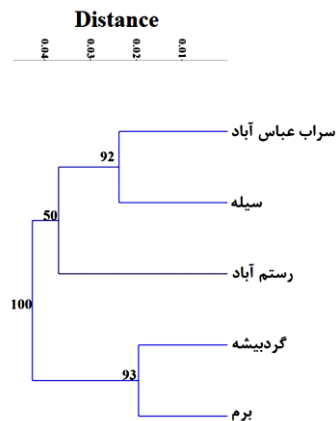 Distance
0.04 0.03 0.02 0.01
سراب عباس آباد
92
سیله
50
رستم آباد
100
گردبیشه
93
برم